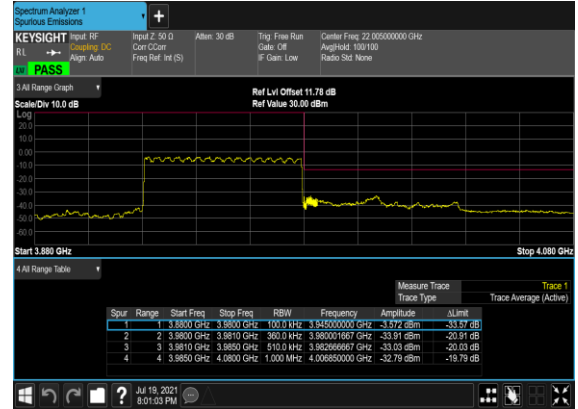 Spectrum Analyzer 1
Spurious Emissions
KEYSIGHT Input: RF Input Z: 50 Ω Atten: 30 dB Trig: Free Run Center Freq: 22.005000000 GHz
RL Coupling: DC Corr CCorr Gate: Off Avg|Hold: 100/100
Align: Auto Freq Ref: Int (S) IF Gain: Low Radio Std: None
PASS
3 All Range Graph
Ref Lvl Offset 11.78 dB
Scale/Div 10.0 dB Ref Value 30.00 dBm
Log
20.0
10.0
0.00
-10.0
-20.0
-30.0
-40.0
-50.0
-60.0
Start 3.880 GHz Stop 4.080 GHz
4 All Range Table
Measure Trace Trace 1
Trace Type Trace Average (Active)
Spur Range Start Freq Stop Freq RBW Frequency Amplitude ΔLimit
1 1 3.8800 GHz 3.9800 GHz 100.0 kHz 3.945000000 GHz -3.572 dBm -33.57 dB
2 2 3.9800 GHz 3.9810 GHz 360.0 kHz 3.980001667 GHz -33.91 dBm -20.91 dB
3 3 3.9810 GHz 3.9850 GHz 510.0 kHz 3.982666667 GHz -33.03 dBm -20.03 dB
4 4 3.9850 GHz 4.0800 GHz 1.000 MHz 4.006850000 GHz -32.79 dBm -19.79 dB
? Jul 19, 2021
8:01:03 PM